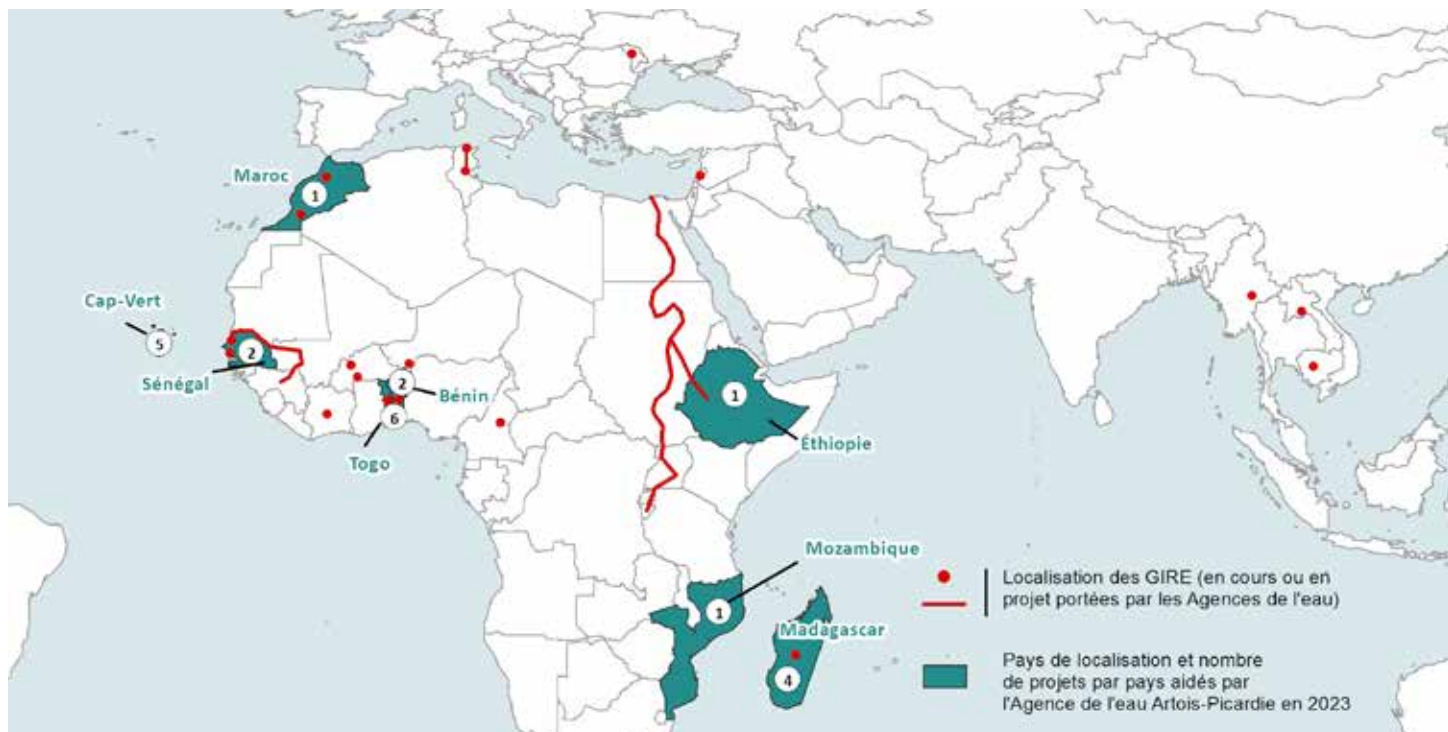 Maroc
1
Cap-Vert
5
2
Sénégal
2
Bénin
6
Togo
1
Éthiopie
Mozambique
1
Madagascar
4
Localisation des GIRE (en cours ou en
projet portées par les Agences de l'eau)
Pays de localisation et nombre
de projets par pays aidés par
l'Agence de l'eau Artois-Picardie en 2023